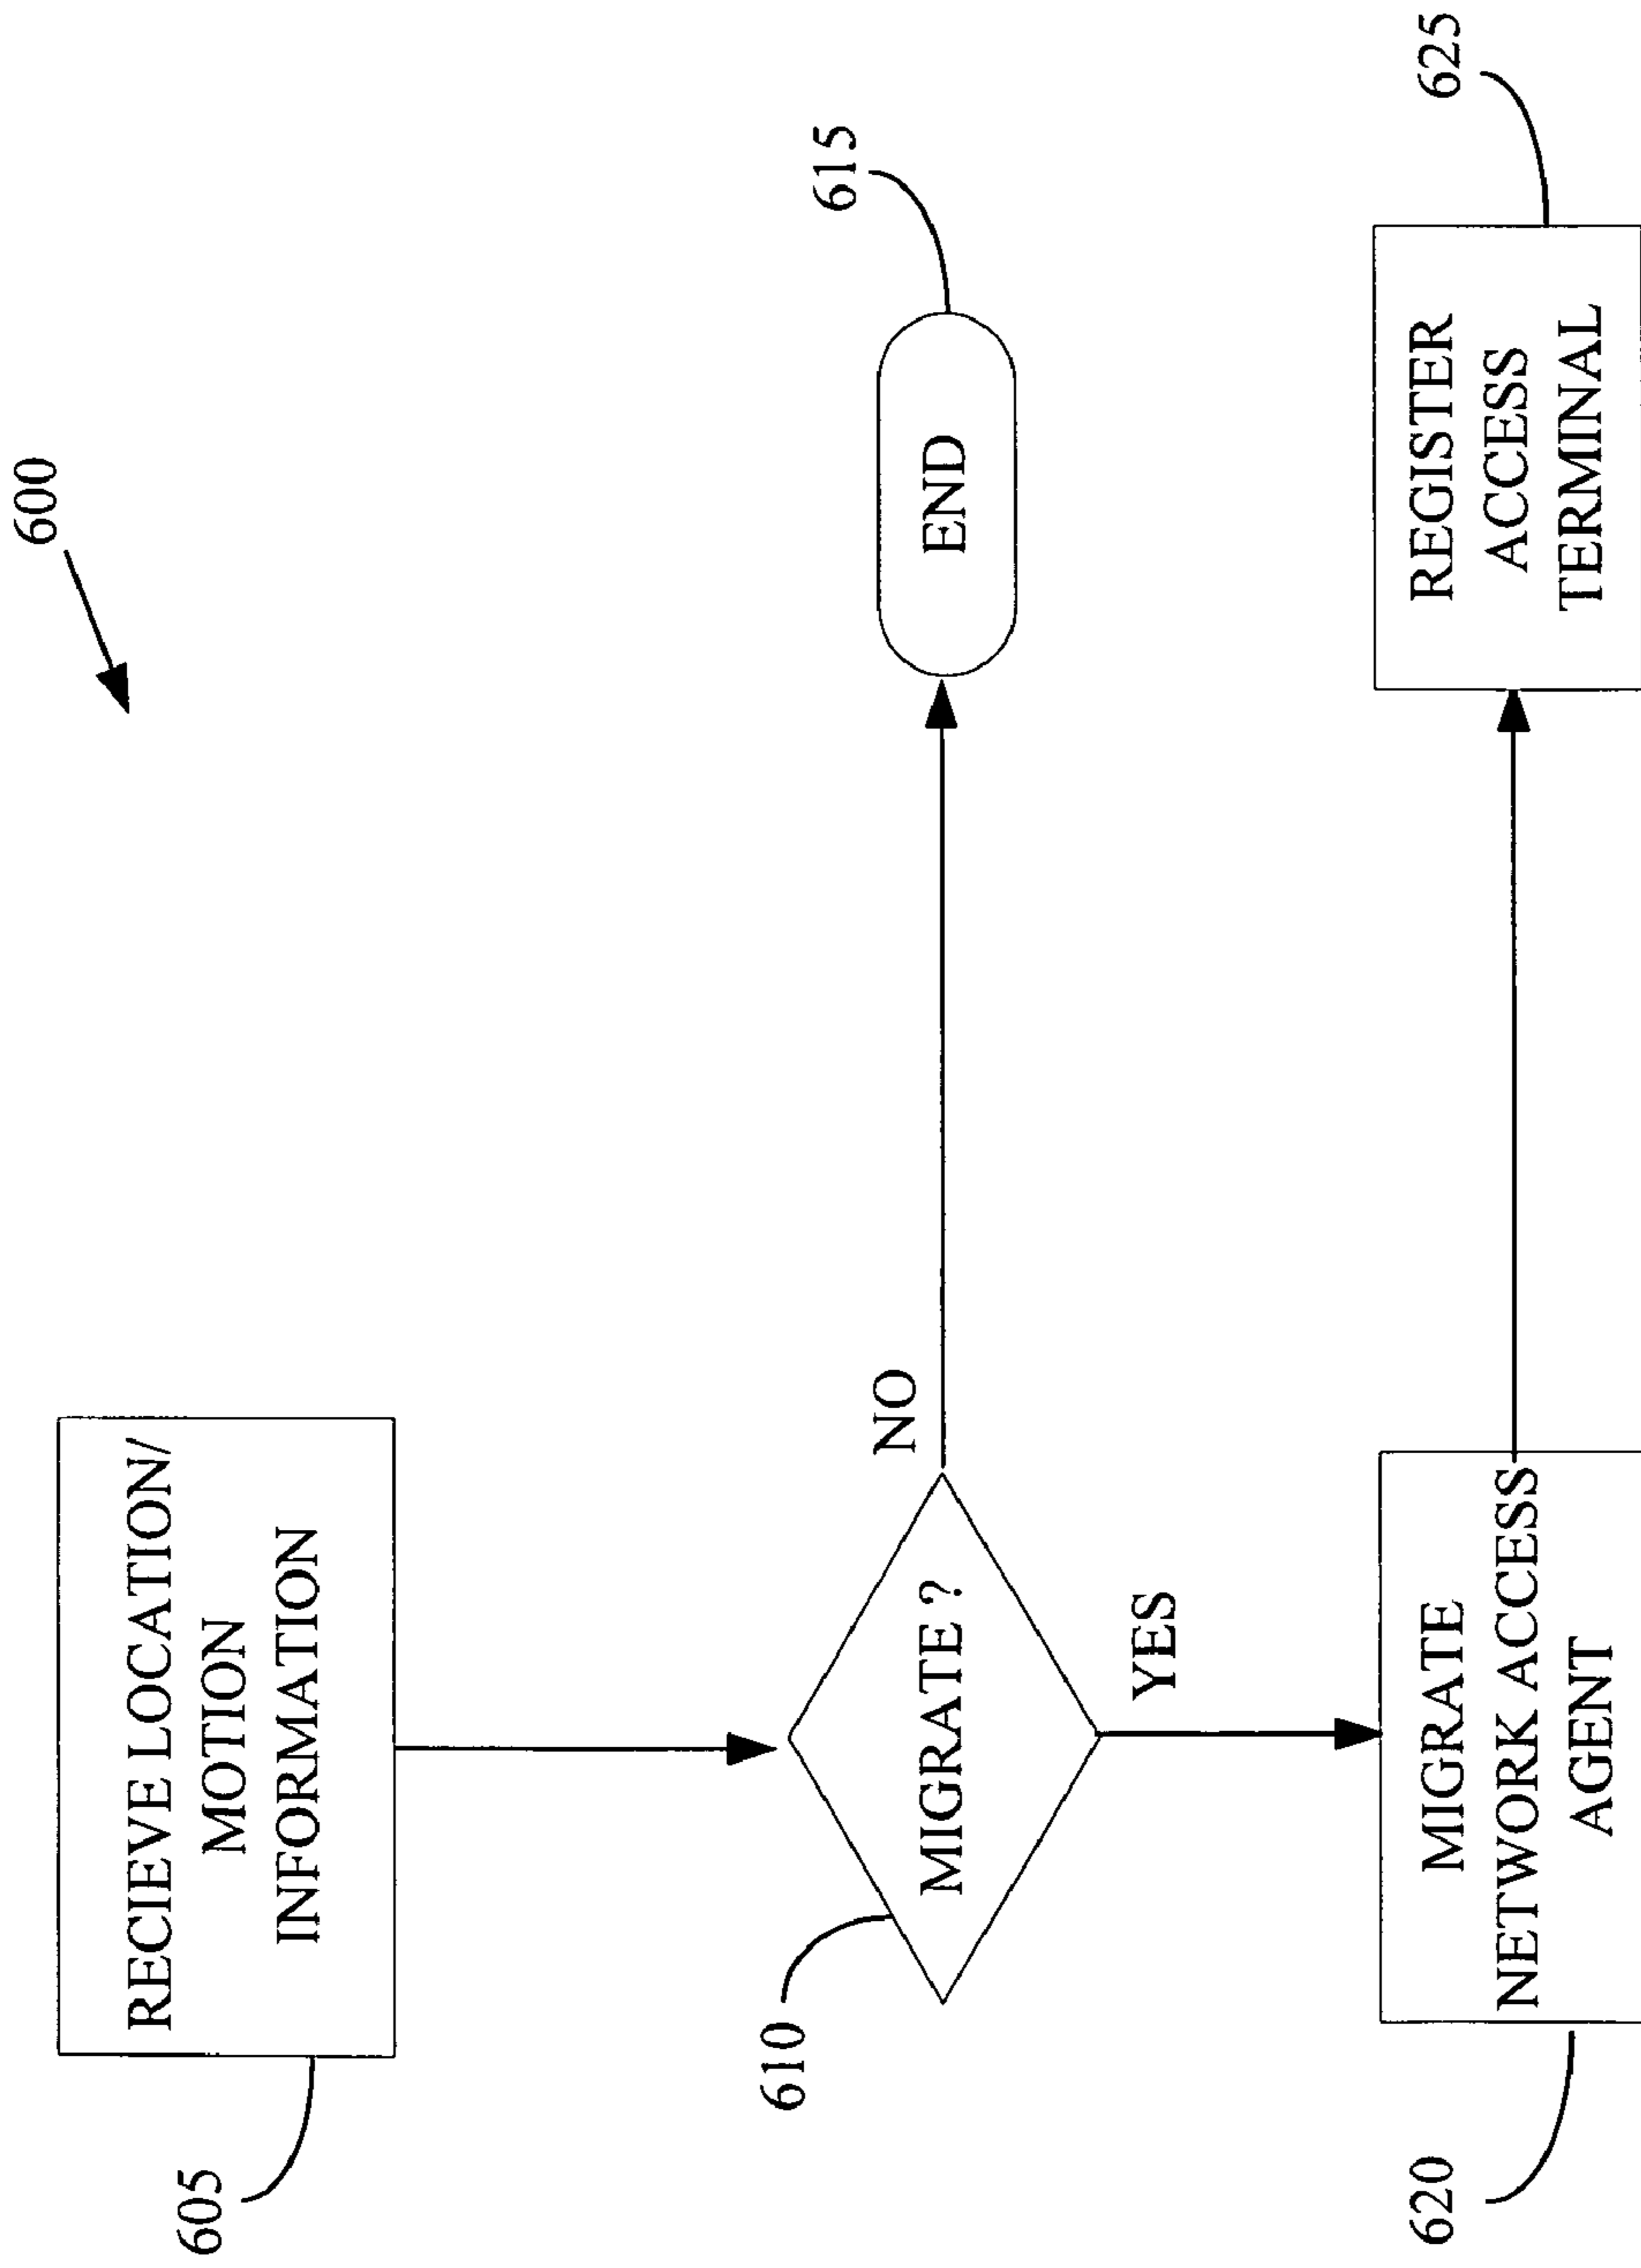 600
605
RECIEVE LOCATION/
MOTION
INFORMATION
610
MIGRATE ?
NO
END
615
YES
620
MIGRATE
NETWORK ACCESS
AGENT
REGISTER
ACCESS
TERMINAL
625